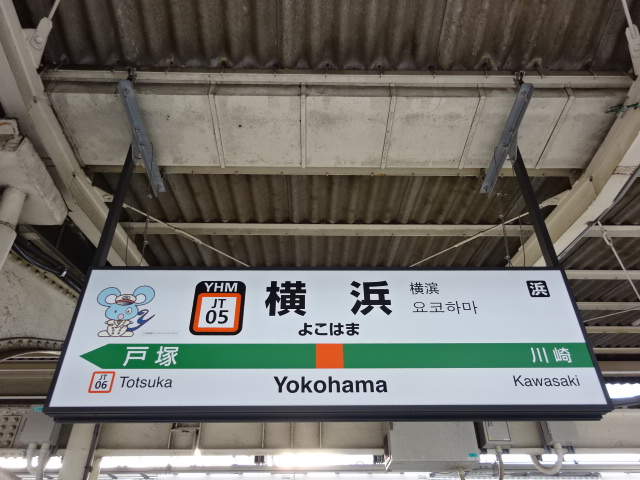 YHM
JT
05
横浜
横滨
요코하마
浜
よこはま
戸塚
川崎
JT
06
Totsuka
Yokohama
Kawasaki